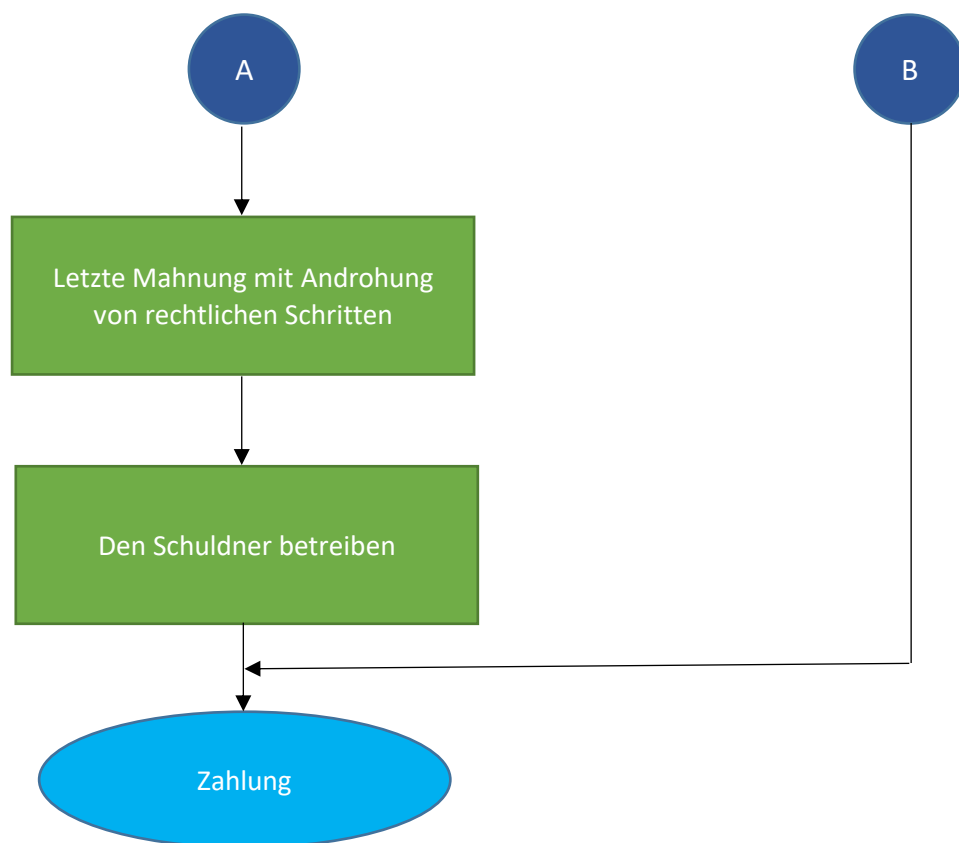 A
B
Letzte Mahnung mit Androhung
von rechtlichen Schritten
Den Schuldner betreiben
Zahlung